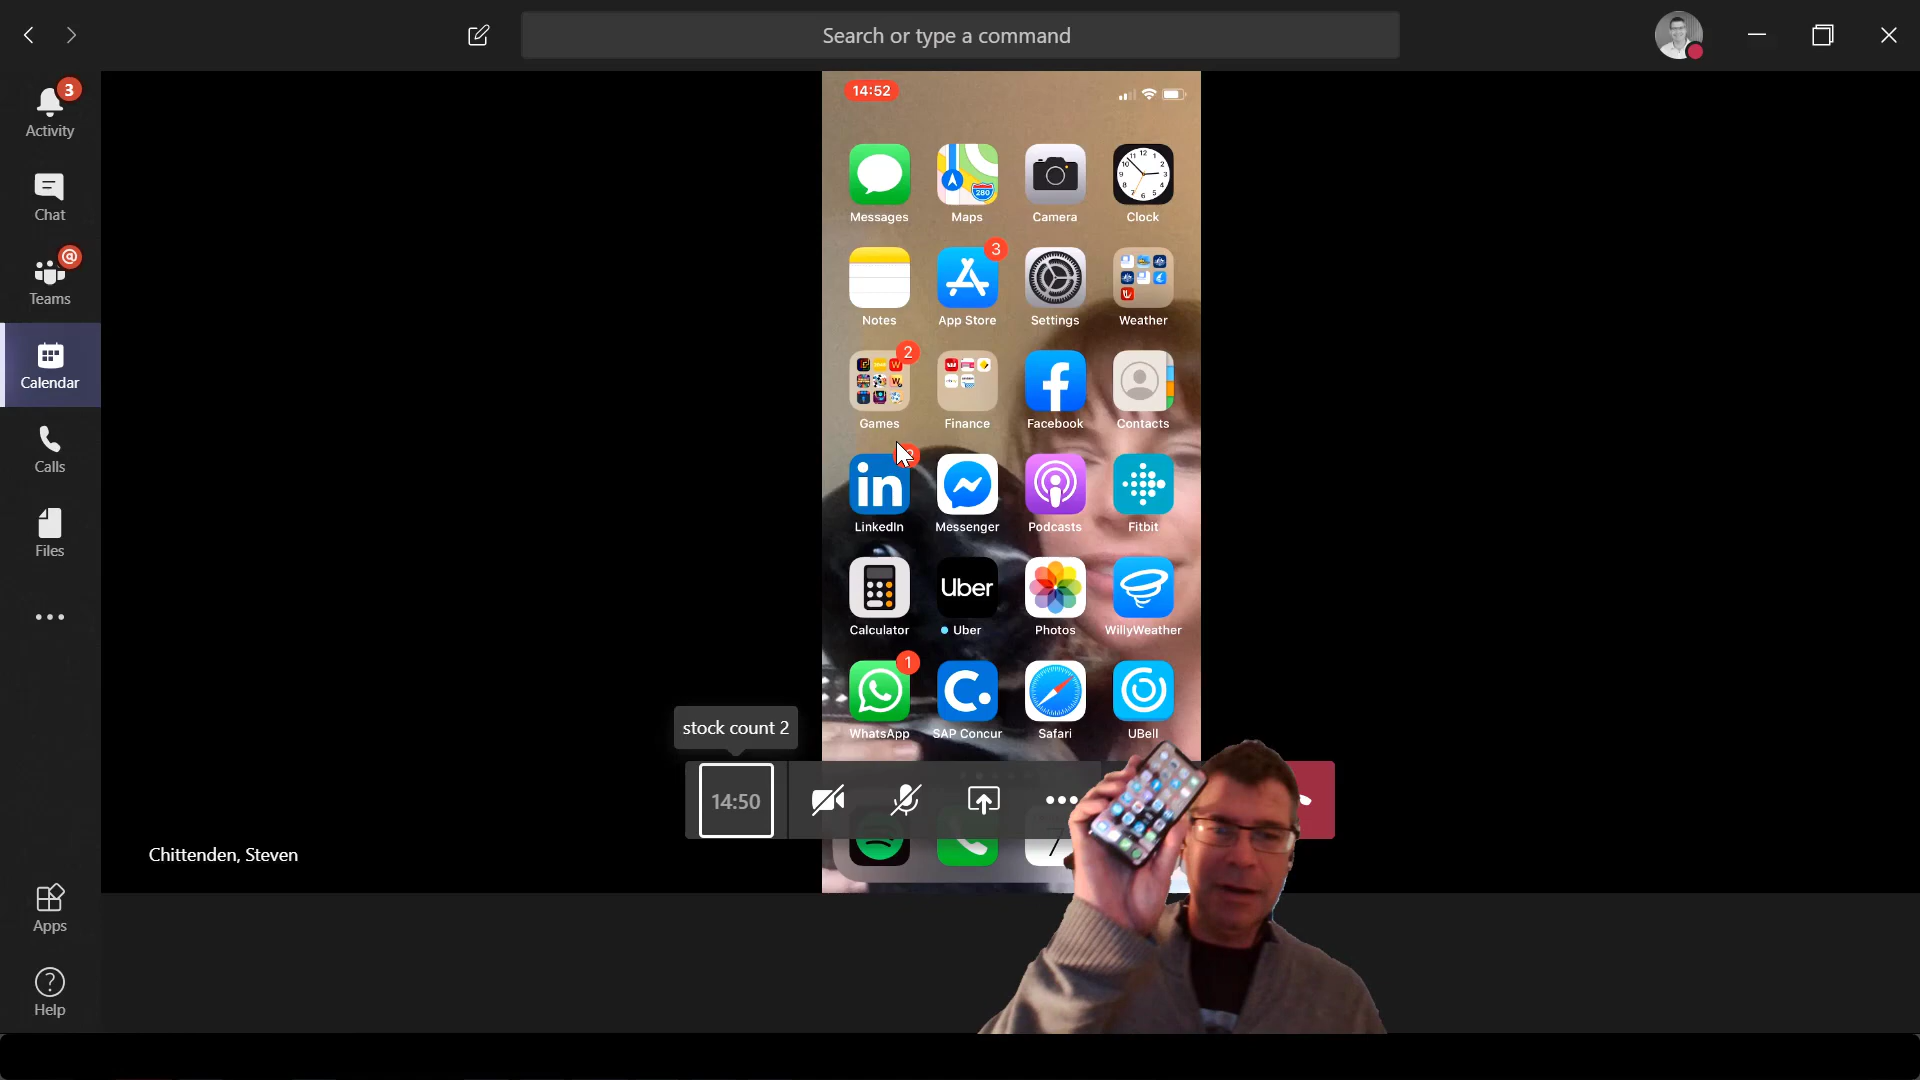 Search or type a command
3
Activity
Chat
@
Teams
Calendar
Calls
Files
Apps
Help
14:52
280
Messages
Maps
Camera
Clock
3
Notes
App Store
Settings
Weather
2
Games
Finance
Facebook
Contacts
in
LinkedIn
Messenger
Podcasts
Fitbit
Uber
Calculator
Uber
Photos
WillyWeather
1
WhatsApp
SAP Concur
Safari
UBell
stock count 2
14:50
Chittenden, Steven